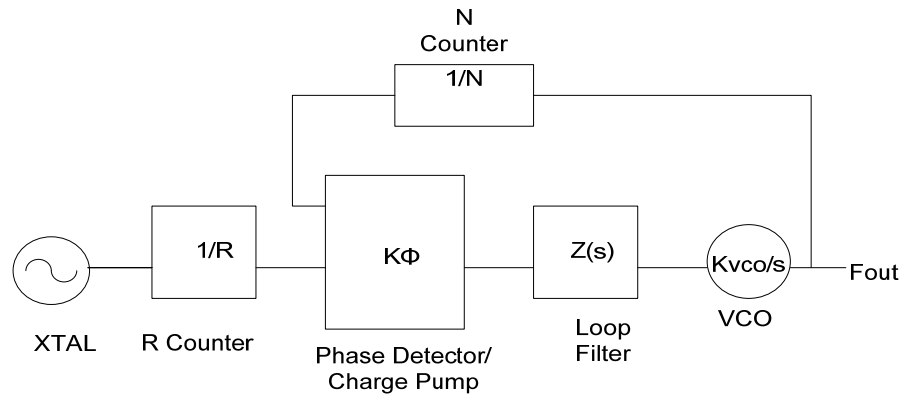 N
Counter
1/N
1/R
KΦ
Z(s)
Kvco/s
Fout
XTAL
R Counter
Phase Detector/
Charge Pump
Loop
Filter
VCO